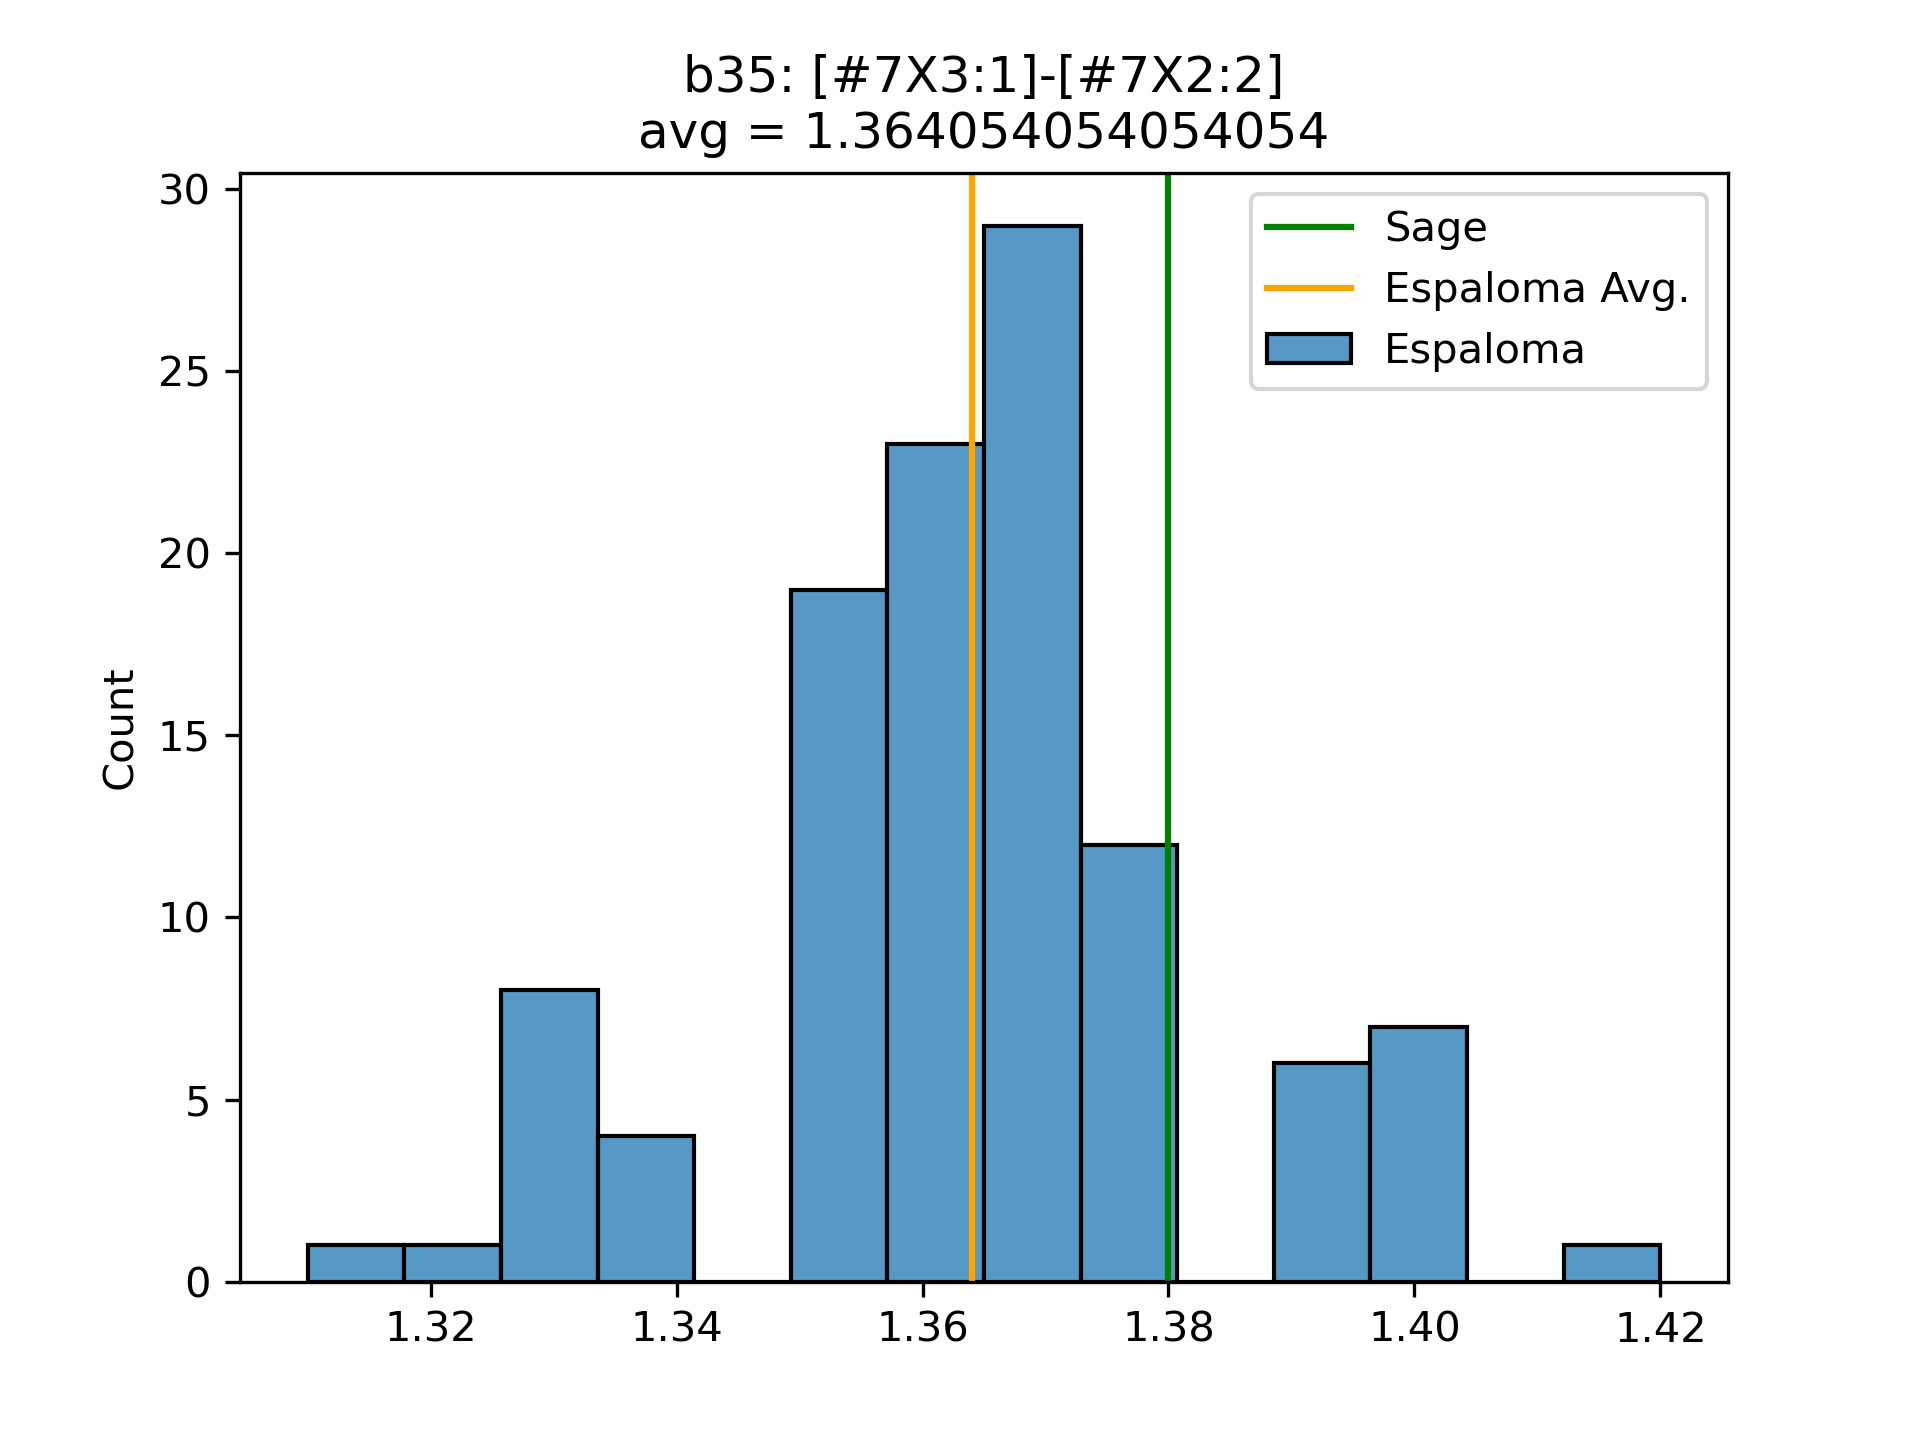 b35: [#7X3:1]-[#7X2:2]
avg = 1.364054054054054
Sage
Espaloma Avg.
Espaloma
Count
30
25
20
15
10
5
0
1.32 1.34 1.36 1.38 1.40 1.42